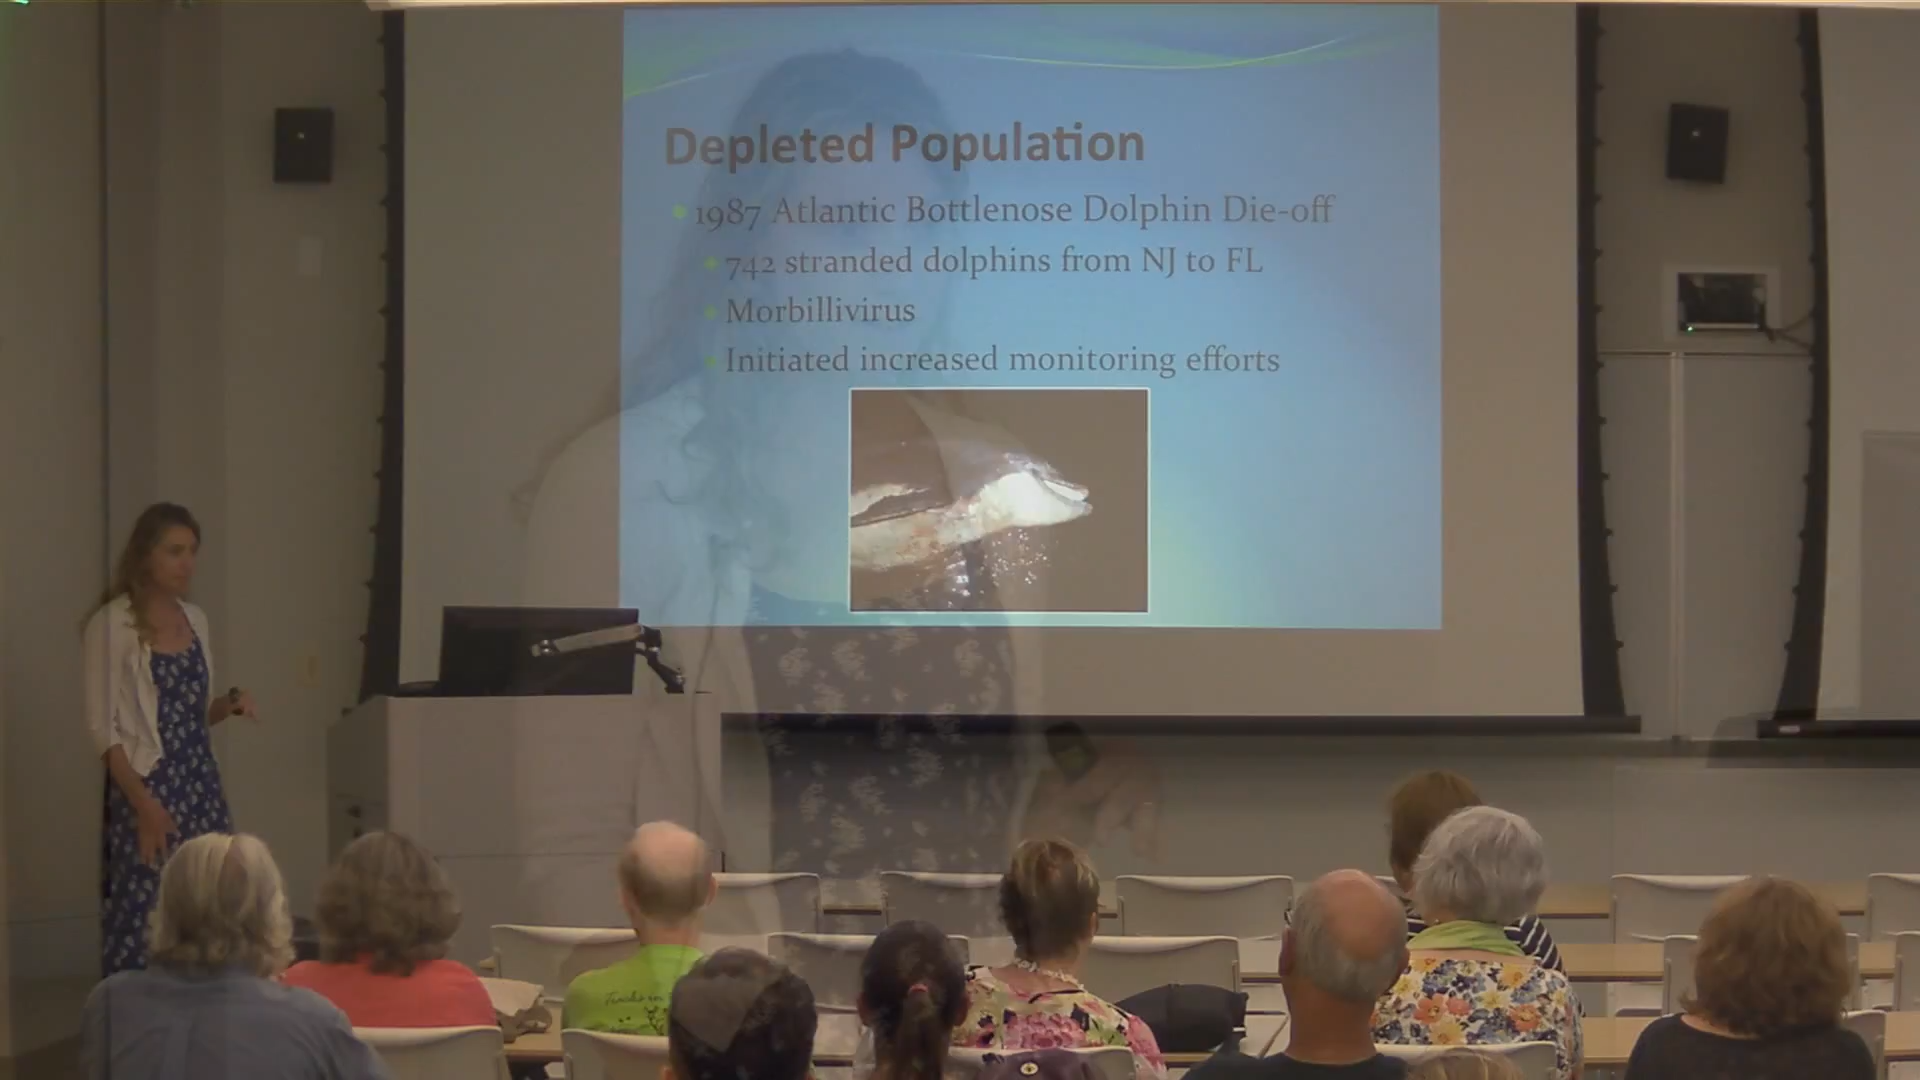 Depleted Population
1987 Atlantic Bottlenose Dolphin Die-off
742 stranded dolphins from NJ to FL
Morbillivirus
Initiated increased monitoring efforts